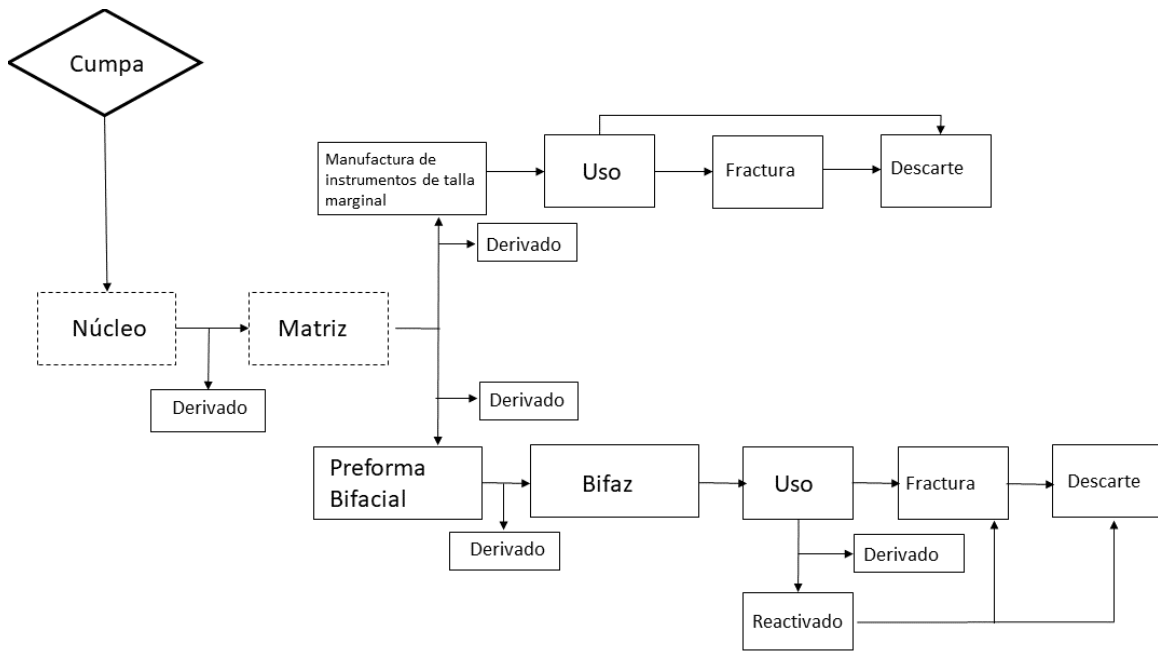 Cumpa
Manufactura de
instrumentos de talla
marginal
Uso
Fractura
Descarte
Derivado
Núcleo
Matriz
Derivado
Derivado
Preforma
Bifacial
Bifaz
Uso
Fractura
Descarte
Derivado
Derivado
Reactivado